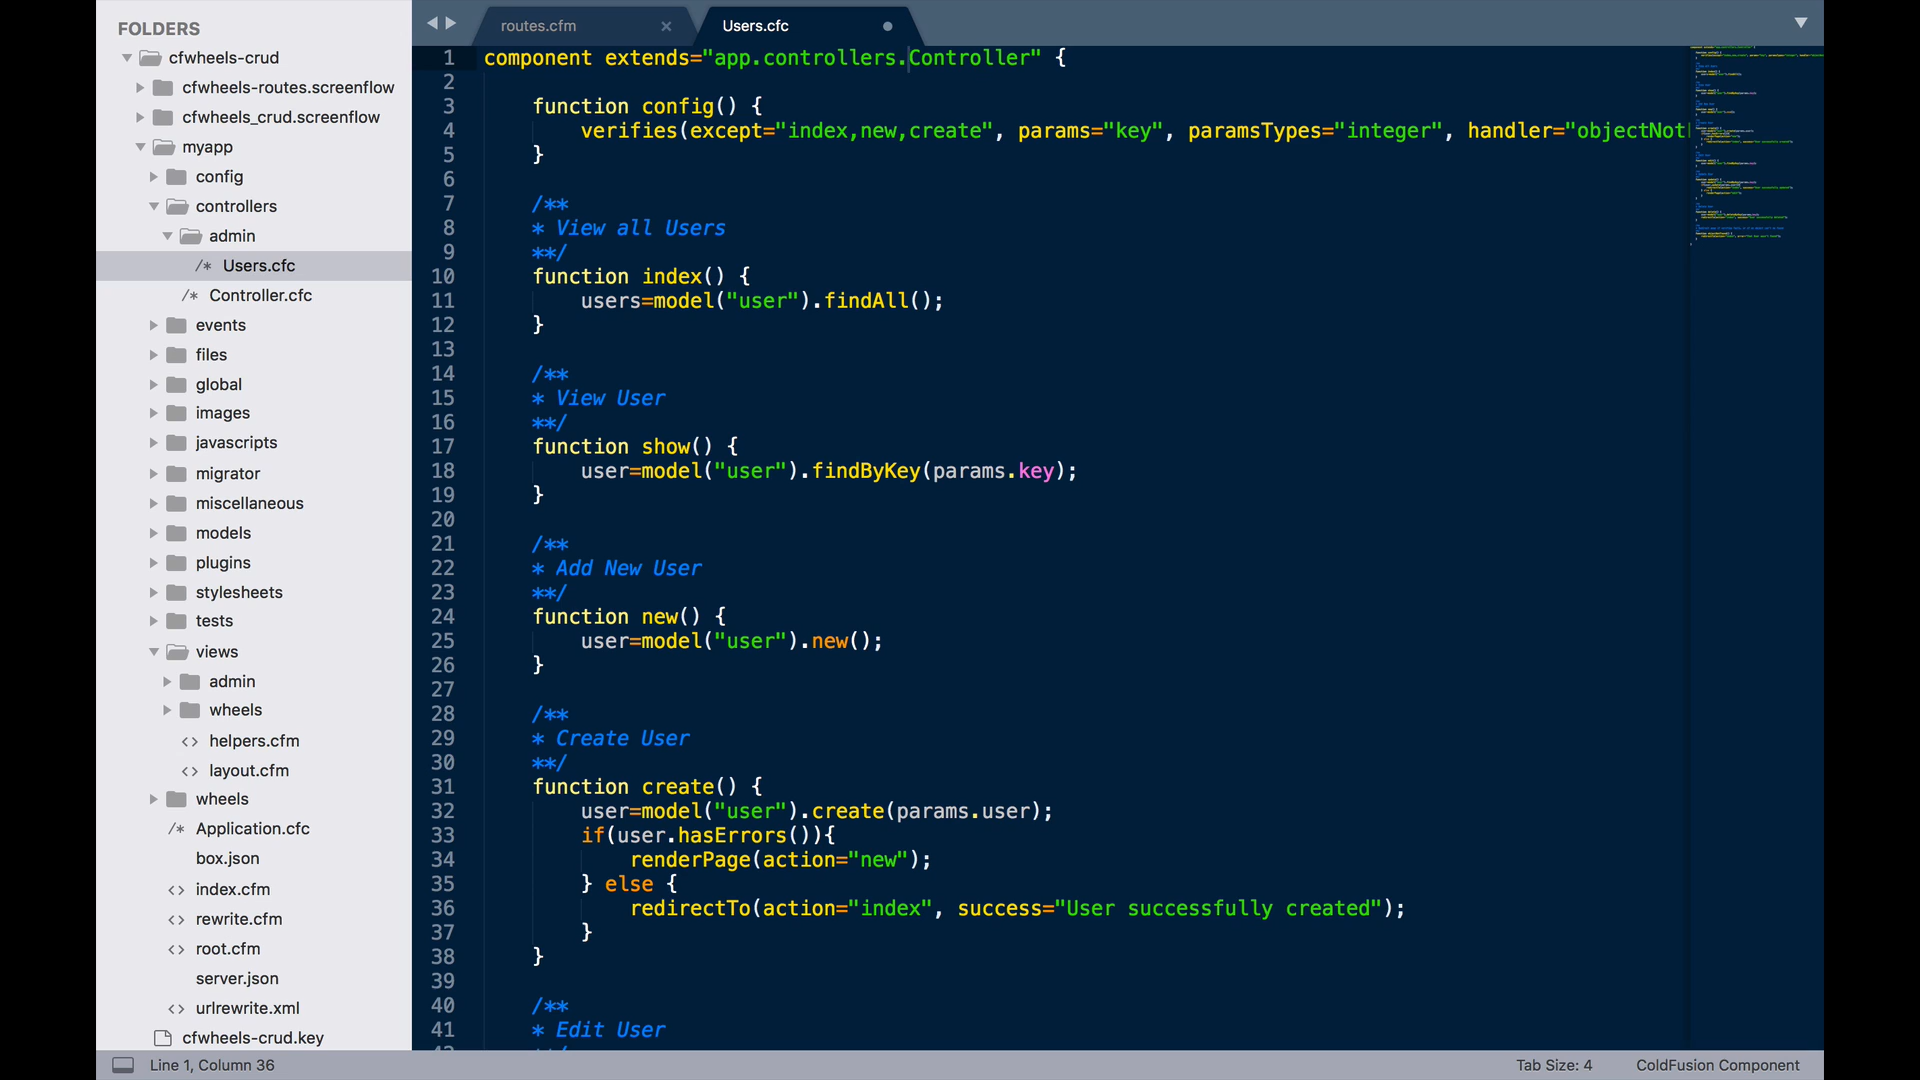 FOLDERS
cfwheels-crud
cfwheels-routes.screenflow
cfwheels_crud.screenflow
myapp
config
controllers
admin
/* Users.cfc
/* Controller.cfc
events
files
global
images
javascripts
migrator
miscellaneous
models
plugins
stylesheets
tests
views
admin
wheels
<> helpers.cfm
<> layout.cfm
wheels
/* Application.cfc
box.json
<> index.cfm
<> rewrite.cfm
<> root.cfm
server.json
<> urlrewrite.xml
cfwheels-crud.key
routes.cfm ×
Users.cfc
1 component extends="app.controllers.Controller" {
2
3 function config() {
4 verifies(except="index,new,create", params="key", paramsTypes="integer", handler="objectNot
5 }
6
7 /**
8 * View all Users
9 **/
10 function index() {
11 users=model("user").findAll();
12 }
13
14 /**
15 * View User
16 **/
17 function show() {
18 user=model("user").findByKey(params.key);
19 }
20
21 /**
22 * Add New User
23 **/
24 function new() {
25 user=model("user").new();
26 }
27
28 /**
29 * Create User
30 **/
31 function create() {
32 user=model("user").create(params.user);
33 if(user.hasErrors()){
34 renderPage(action="new");
35 } else {
36 redirectTo(action="index", success="User successfully created");
37 }
38 }
39
40 /**
41 * Edit User
Line 1, Column 36
Tab Size: 4
ColdFusion Component